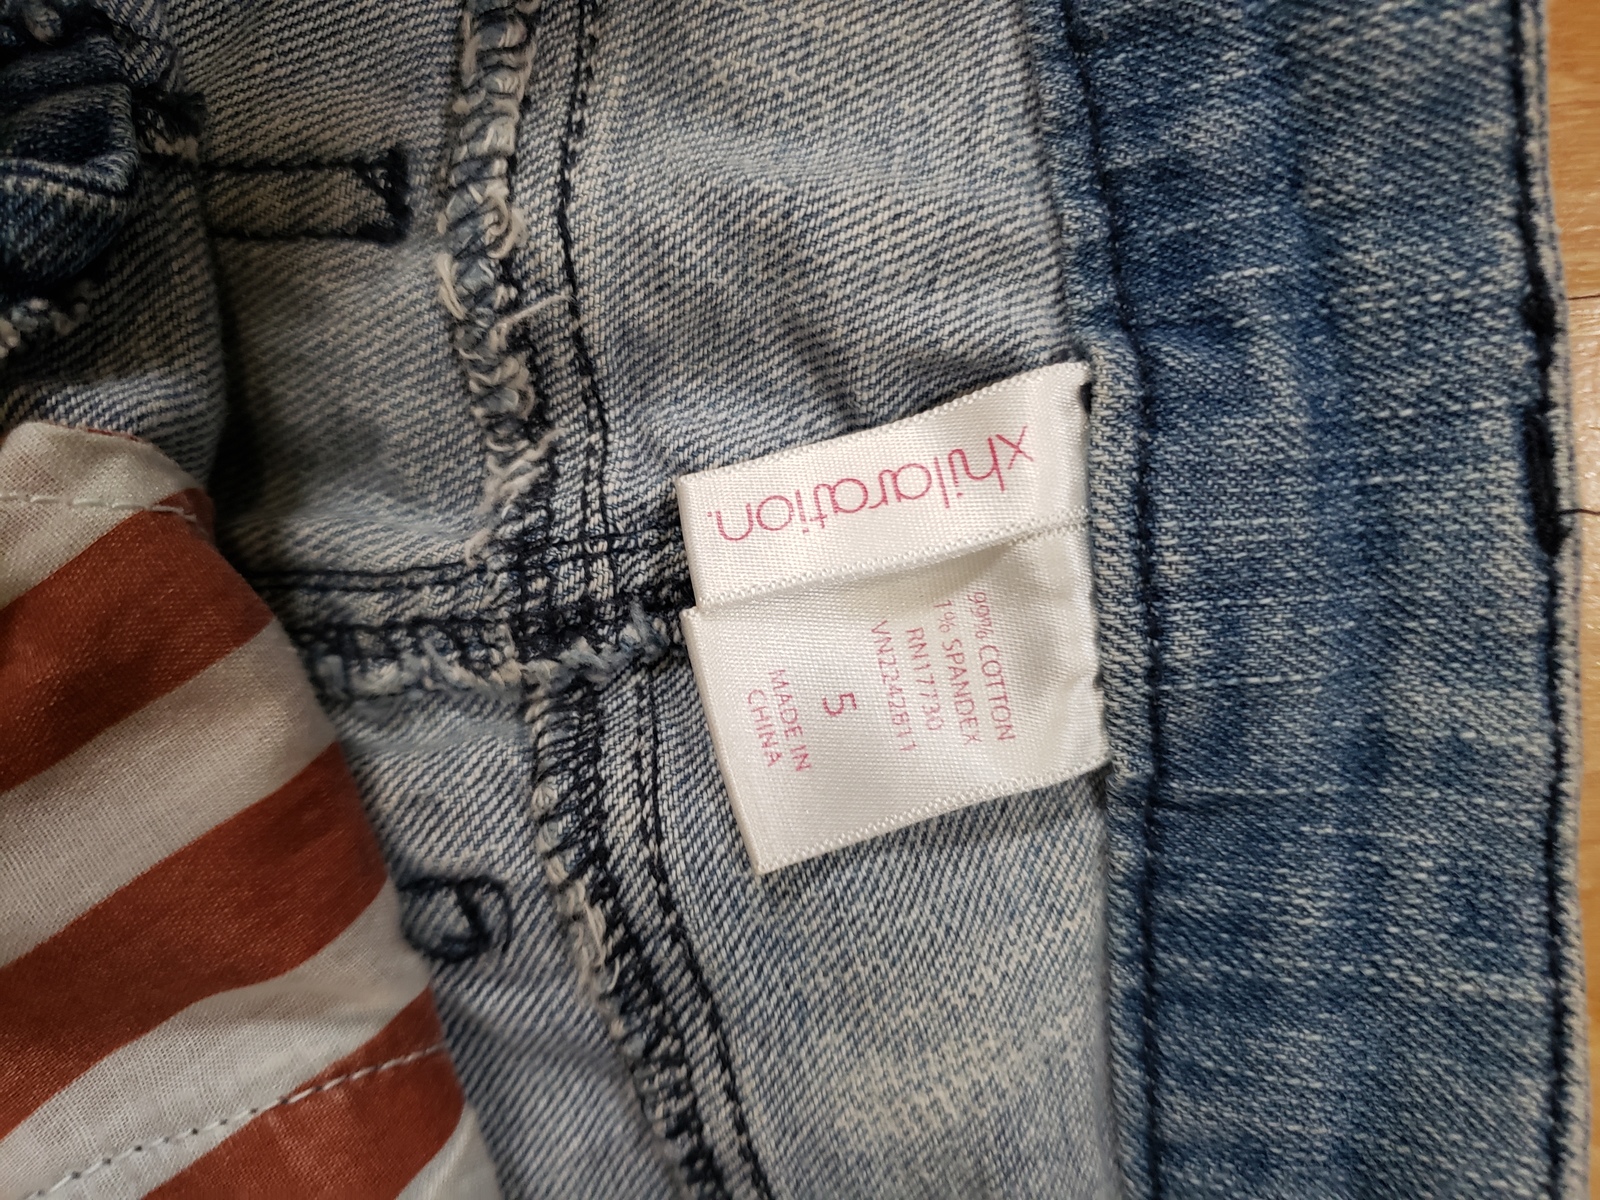 xhilaration.
99% COTTON
1% SPANDEX
RN17730
VN2242811
5
MADE IN
CHINA